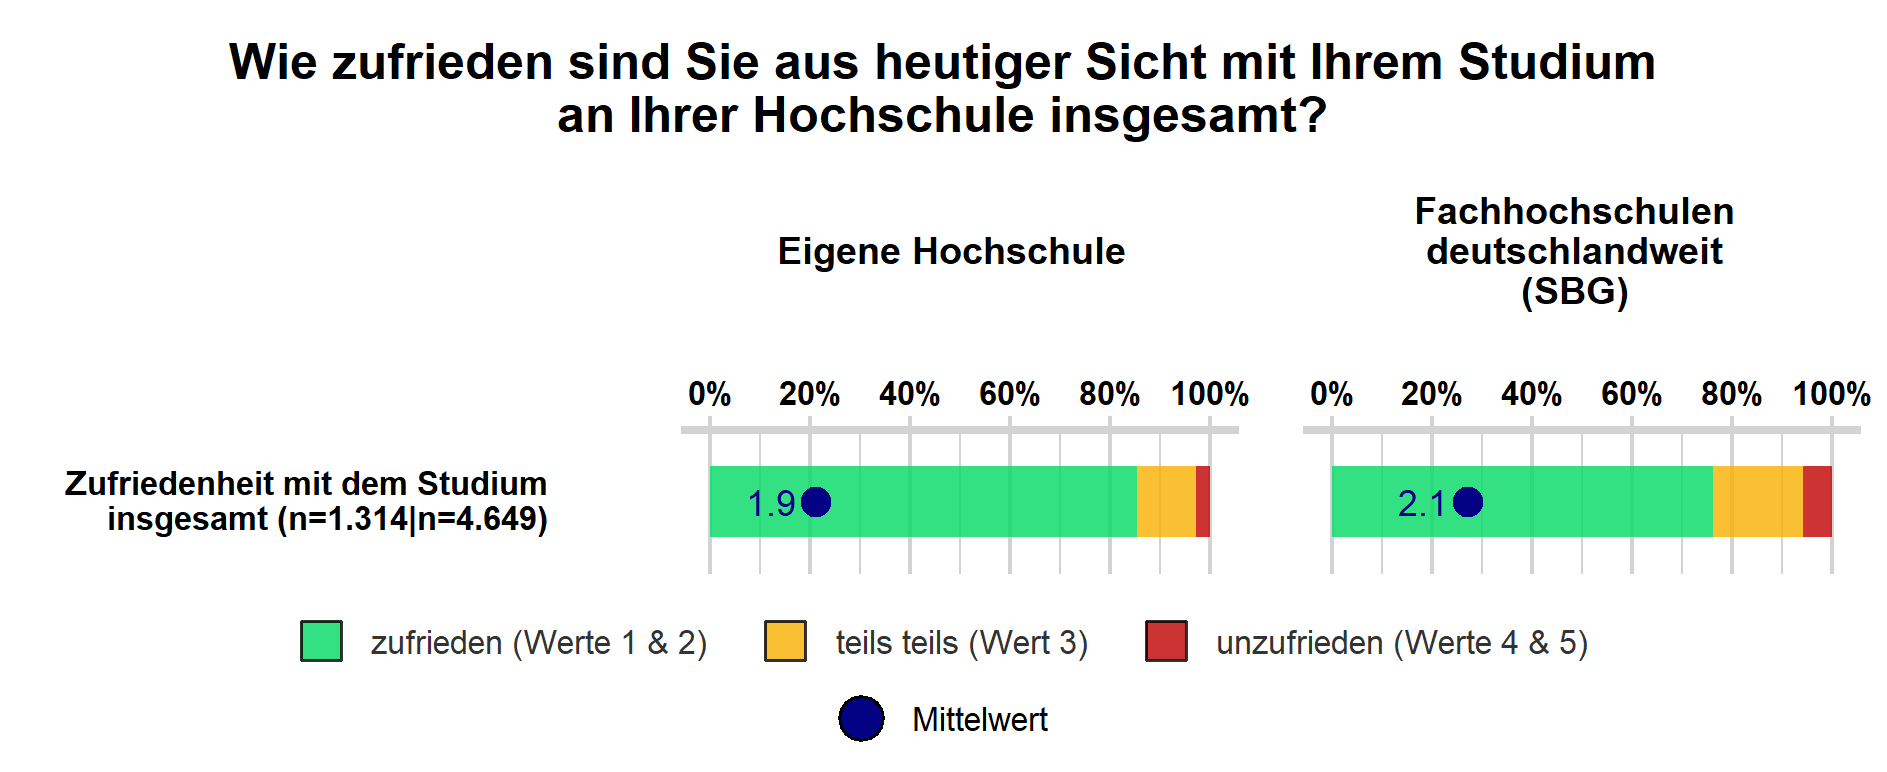 Wie zufrieden sind Sie aus heutiger Sicht mit Ihrem Studium
an Ihrer Hochschule insgesamt?
Eigene Hochschule
Fachhochschulen
deutschlandweit
(SBG)
0% 20% 40% 60% 80% 100%
0% 20% 40% 60% 80% 100%
Zufriedenheit mit dem Studium
insgesamt (n=1.314|n=4.649)
1.9
2.1
zufrieden (Werte 1 & 2)
teils teils (Wert 3)
unzufrieden (Werte 4 & 5)
Mittelwert